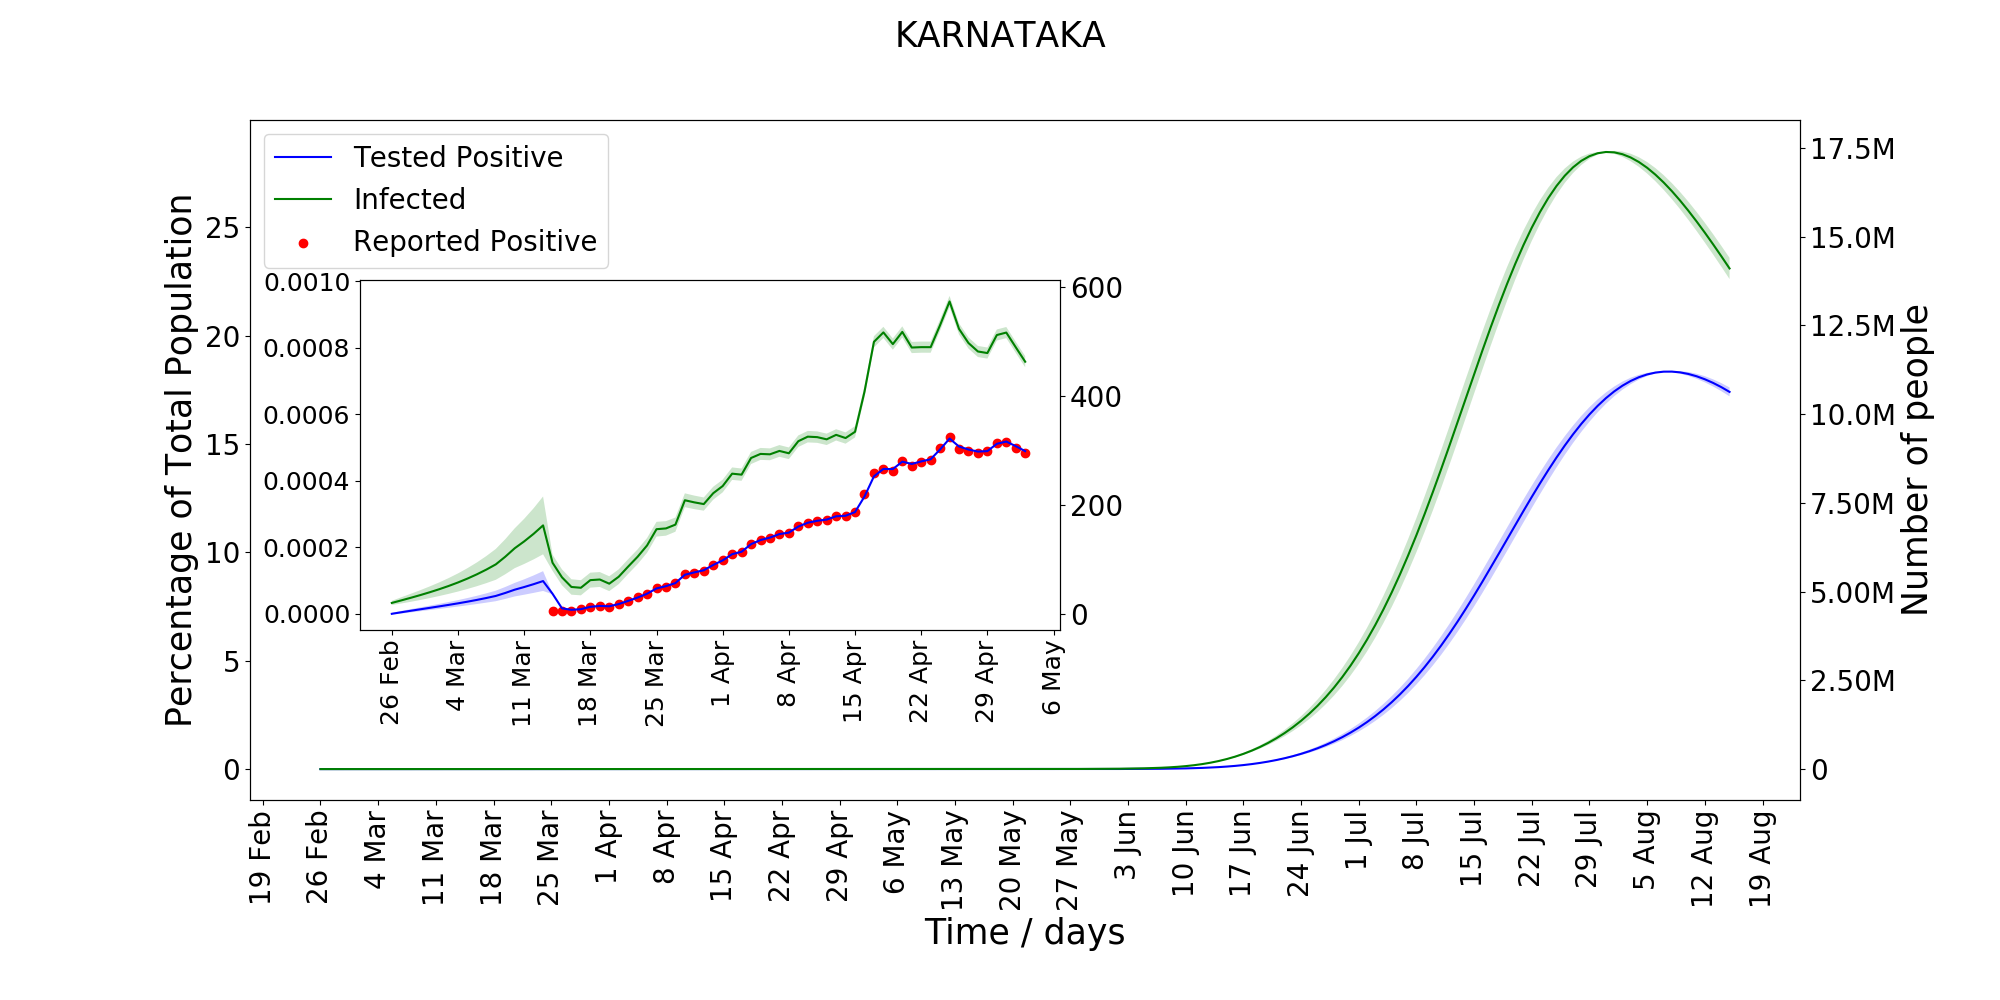 KARNATAKA
Tested Positive
Infected
Reported Positive
Percentage of Total Population
25
20
15
10
5
0
17.5M
15.0M
12.5M
10.0M
7.50M
5.00M
2.50M
0
Number of people
0.0010
0.0008
0.0006
0.0004
0.0002
0.0000
600
400
200
0
26 Feb
4 Mar
11 Mar
18 Mar
25 Mar
1 Apr
8 Apr
15 Apr
22 Apr
29 Apr
6 May
19 Feb
26 Feb
4 Mar
11 Mar
18 Mar
25 Mar
1 Apr
8 Apr
15 Apr
22 Apr
29 Apr
6 May
13 May
20 May
27 May
3 Jun
10 Jun
17 Jun
24 Jun
1 Jul
8 Jul
15 Jul
22 Jul
29 Jul
5 Aug
12 Aug
19 Aug
Time / days